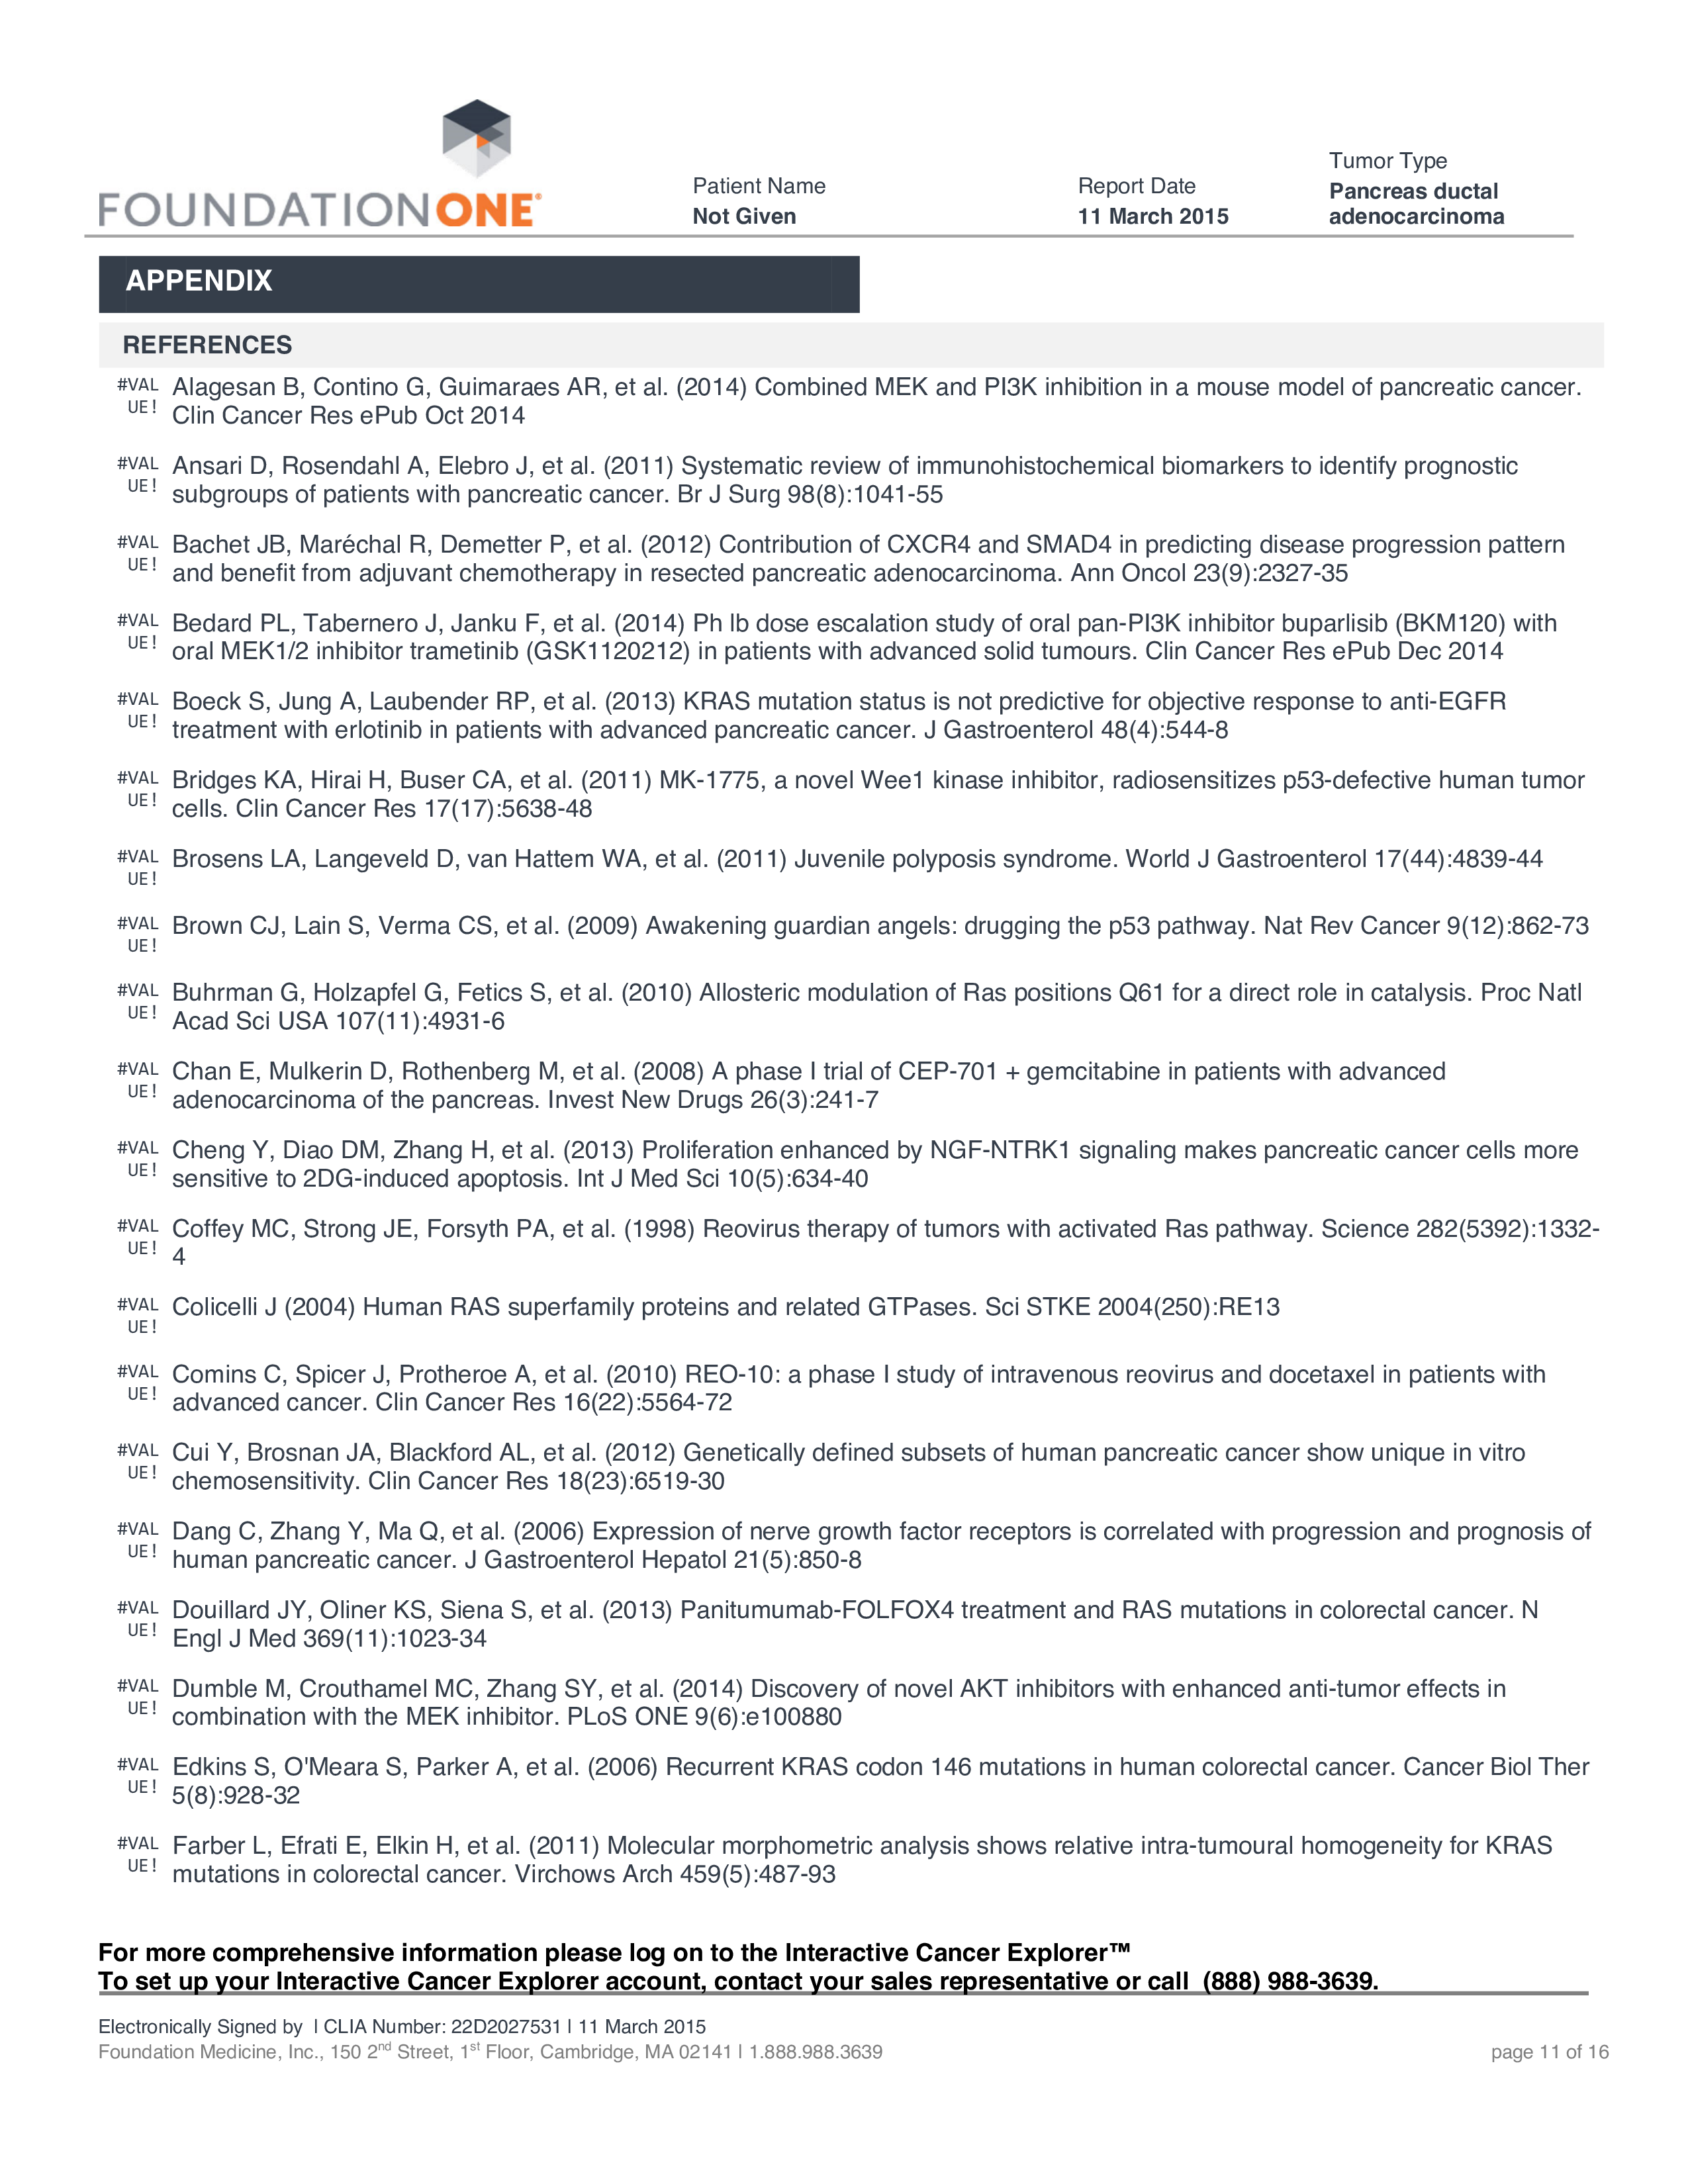 FOUNDATIONONE®
Patient Name
Not Given
Report Date
11 March 2015
Tumor Type
Pancreas ductal
adenocarcinoma
APPENDIX
REFERENCES
#VALUE! Alagesan B, Contino G, Guimaraes AR, et al. (2014) Combined MEK and PI3K inhibition in a mouse model of pancreatic cancer.
Clin Cancer Res ePub Oct 2014
#VALUE! Ansari D, Rosendahl A, Elebro J, et al. (2011) Systematic review of immunohistochemical biomarkers to identify prognostic
subgroups of patients with pancreatic cancer. Br J Surg 98(8):1041-55
#VALUE! Bachet JB, Maréchal R, Demetter P, et al. (2012) Contribution of CXCR4 and SMAD4 in predicting disease progression pattern
and benefit from adjuvant chemotherapy in resected pancreatic adenocarcinoma. Ann Oncol 23(9):2327-35
#VALUE! Bedard PL, Tabernero J, Janku F, et al. (2014) Ph Ib dose escalation study of oral pan-PI3K inhibitor buparlisib (BKM120) with
oral MEK1/2 inhibitor trametinib (GSK1120212) in patients with advanced solid tumours. Clin Cancer Res ePub Dec 2014
#VALUE! Boeck S, Jung A, Laubender RP, et al. (2013) KRAS mutation status is not predictive for objective response to anti-EGFR
treatment with erlotinib in patients with advanced pancreatic cancer. J Gastroenterol 48(4):544-8
#VALUE! Bridges KA, Hirai H, Buser CA, et al. (2011) MK-1775, a novel Wee1 kinase inhibitor, radiosensitizes p53-defective human tumor
cells. Clin Cancer Res 17(17):5638-48
#VALUE! Brosens LA, Langeveld D, van Hattem WA, et al. (2011) Juvenile polyposis syndrome. World J Gastroenterol 17(44):4839-44
#VALUE! Brown CJ, Lain S, Verma CS, et al. (2009) Awakening guardian angels: drugging the p53 pathway. Nat Rev Cancer 9(12):862-73
#VALUE! Buhrman G, Holzapfel G, Fetics S, et al. (2010) Allosteric modulation of Ras positions Q61 for a direct role in catalysis. Proc Natl
Acad Sci USA 107(11):4931-6
#VALUE! Chan E, Mulkerin D, Rothenberg M, et al. (2008) A phase I trial of CEP-701 + gemcitabine in patients with advanced
adenocarcinoma of the pancreas. Invest New Drugs 26(3):241-7
#VALUE! Cheng Y, Diao DM, Zhang H, et al. (2013) Proliferation enhanced by NGF-NTRK1 signaling makes pancreatic cancer cells more
sensitive to 2DG-induced apoptosis. Int J Med Sci 10(5):634-40
#VALUE! Coffey MC, Strong JE, Forsyth PA, et al. (1998) Reovirus therapy of tumors with activated Ras pathway. Science 282(5392):1332-
4
#VALUE! Colicelli J (2004) Human RAS superfamily proteins and related GTPases. Sci STKE 2004(250):RE13
#VALUE! Comins C, Spicer J, Protheroe A, et al. (2010) REO-10: a phase I study of intravenous reovirus and docetaxel in patients with
advanced cancer. Clin Cancer Res 16(22):5564-72
#VALUE! Cui Y, Brosnan JA, Blackford AL, et al. (2012) Genetically defined subsets of human pancreatic cancer show unique in vitro
chemosensitivity. Clin Cancer Res 18(23):6519-30
#VALUE! Dang C, Zhang Y, Ma Q, et al. (2006) Expression of nerve growth factor receptors is correlated with progression and prognosis of
human pancreatic cancer. J Gastroenterol Hepatol 21(5):850-8
#VALUE! Douillard JY, Oliner KS, Siena S, et al. (2013) Panitumumab-FOLFOX4 treatment and RAS mutations in colorectal cancer. N
Engl J Med 369(11):1023-34
#VALUE! Dumble M, Crouthamel MC, Zhang SY, et al. (2014) Discovery of novel AKT inhibitors with enhanced anti-tumor effects in
combination with the MEK inhibitor. PLoS ONE 9(6):e100880
#VALUE! Edkins S, O'Meara S, Parker A, et al. (2006) Recurrent KRAS codon 146 mutations in human colorectal cancer. Cancer Biol Ther
5(8):928-32
#VALUE! Farber L, Efrati E, Elkin H, et al. (2011) Molecular morphometric analysis shows relative intra-tumoural homogeneity for KRAS
mutations in colorectal cancer. Virchows Arch 459(5):487-93
For more comprehensive information please log on to the Interactive Cancer Explorer™
To set up your Interactive Cancer Explorer account, contact your sales representative or call (888) 988-3639.
Electronically Signed by | CLIA Number: 22D2027531 | 11 March 2015
Foundation Medicine, Inc., 150 2nd Street, 1st Floor, Cambridge, MA 02141 | 1.888.988.3639
page 11 of 16